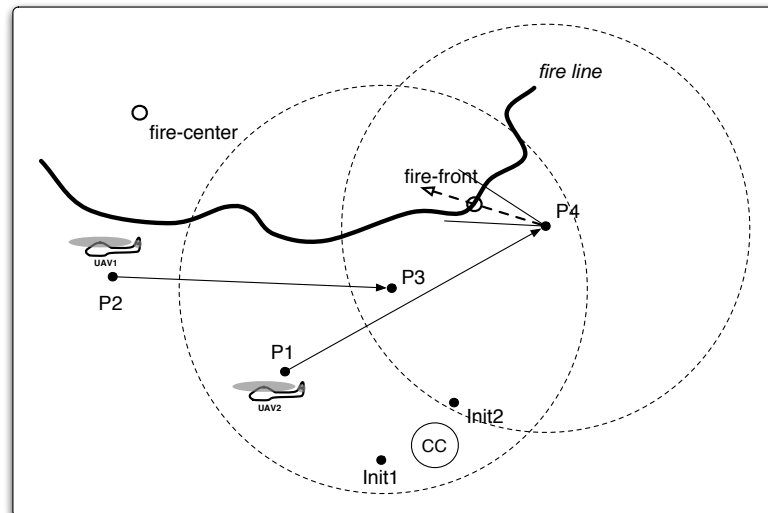 fire line
fire-center
fire-front
P4
UAV1
P2
P3
P1
UAV2
Init2
CC
Init1